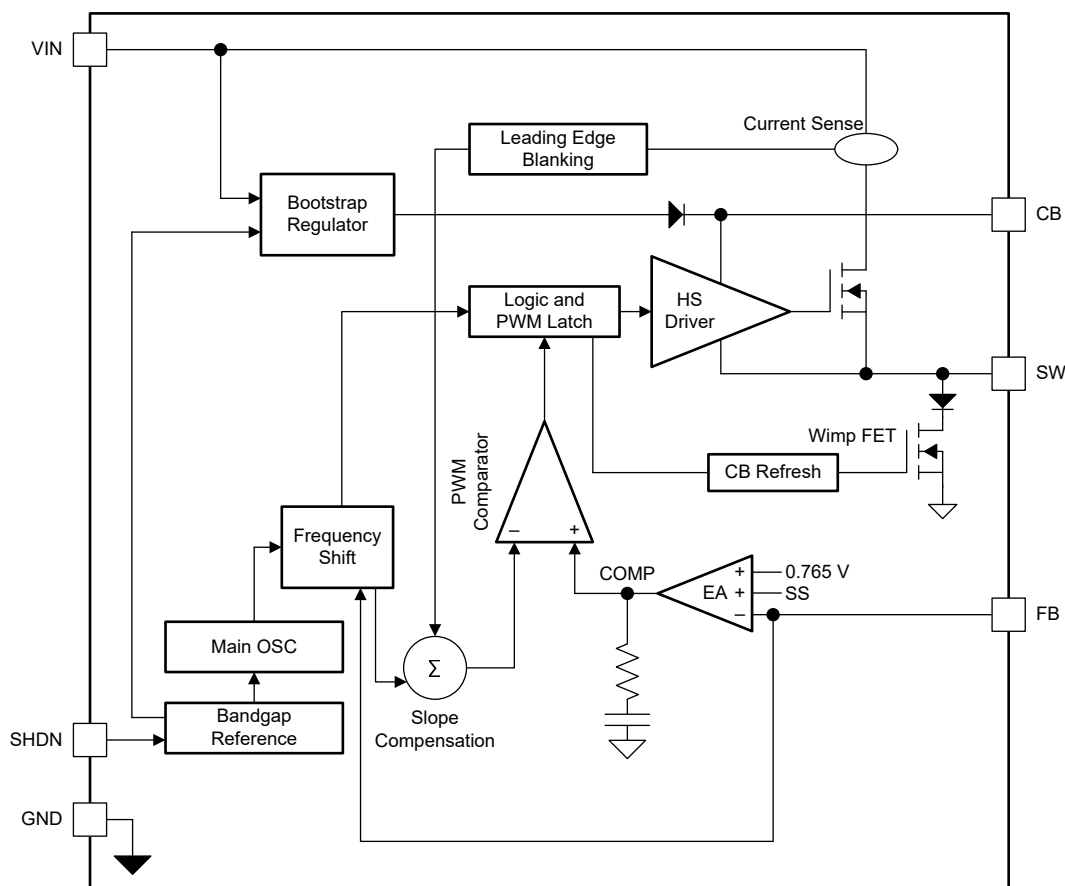 VIN
Current Sense
Leading Edge
Blanking
Bootstrap
Regulator
CB
Logic and
PWM Latch
HS
Driver
SW
Wimp FET
CB Refresh
PWM
Comparator
– +
Frequency
Shift
COMP
EA
+ 0.765 V
+ SS
–
FB
Main OSC
Σ
Slope
Compensation
Bandgap
Reference
SHDN
GND